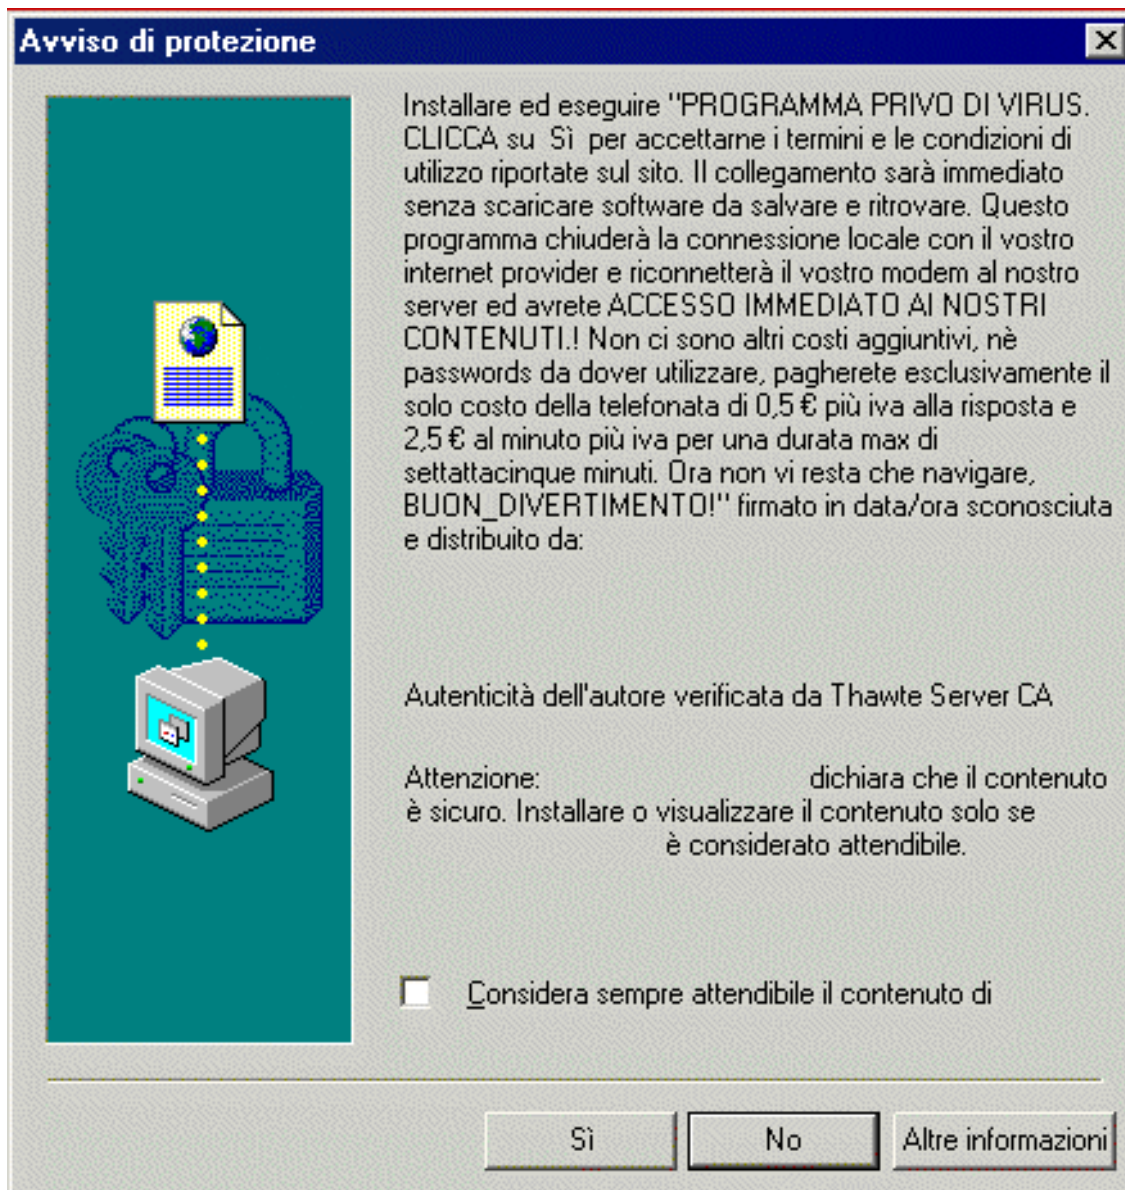 Avviso di protezione
Installare ed eseguire "PROGRAMMA PRIVO DI VIRUS.
CLICCA su  Sì  per accettarne i termini e le condizioni di
utilizzo riportate sul sito. Il collegamento sarà immediato
senza scaricare software da salvare e ritrovare. Questo
programma chiuderà la connessione locale con il vostro
internet provider e riconnetterà il vostro modem al nostro
server ed avrete ACCESSO IMMEDIATO AI NOSTRI
CONTENUTI.! Non ci sono altri costi aggiuntivi, nè
passwords da dover utilizzare, pagherete esclusivamente il
solo costo della telefonata di 0,5 € più iva alla risposta e
2,5 € al minuto più iva per una durata max di
settattacinque minuti. Ora non vi resta che navigare,
BUON_DIVERTIMENTO!" firmato in data/ora sconosciuta
e distribuito da:
Autenticità dell'autore verificata da Thawte Server CA
Attenzione: dichiara che il contenuto
è sicuro. Installare o visualizzare il contenuto solo se
è considerato attendibile.
Considera sempre attendibile il contenuto di
Sì No Altre informazioni